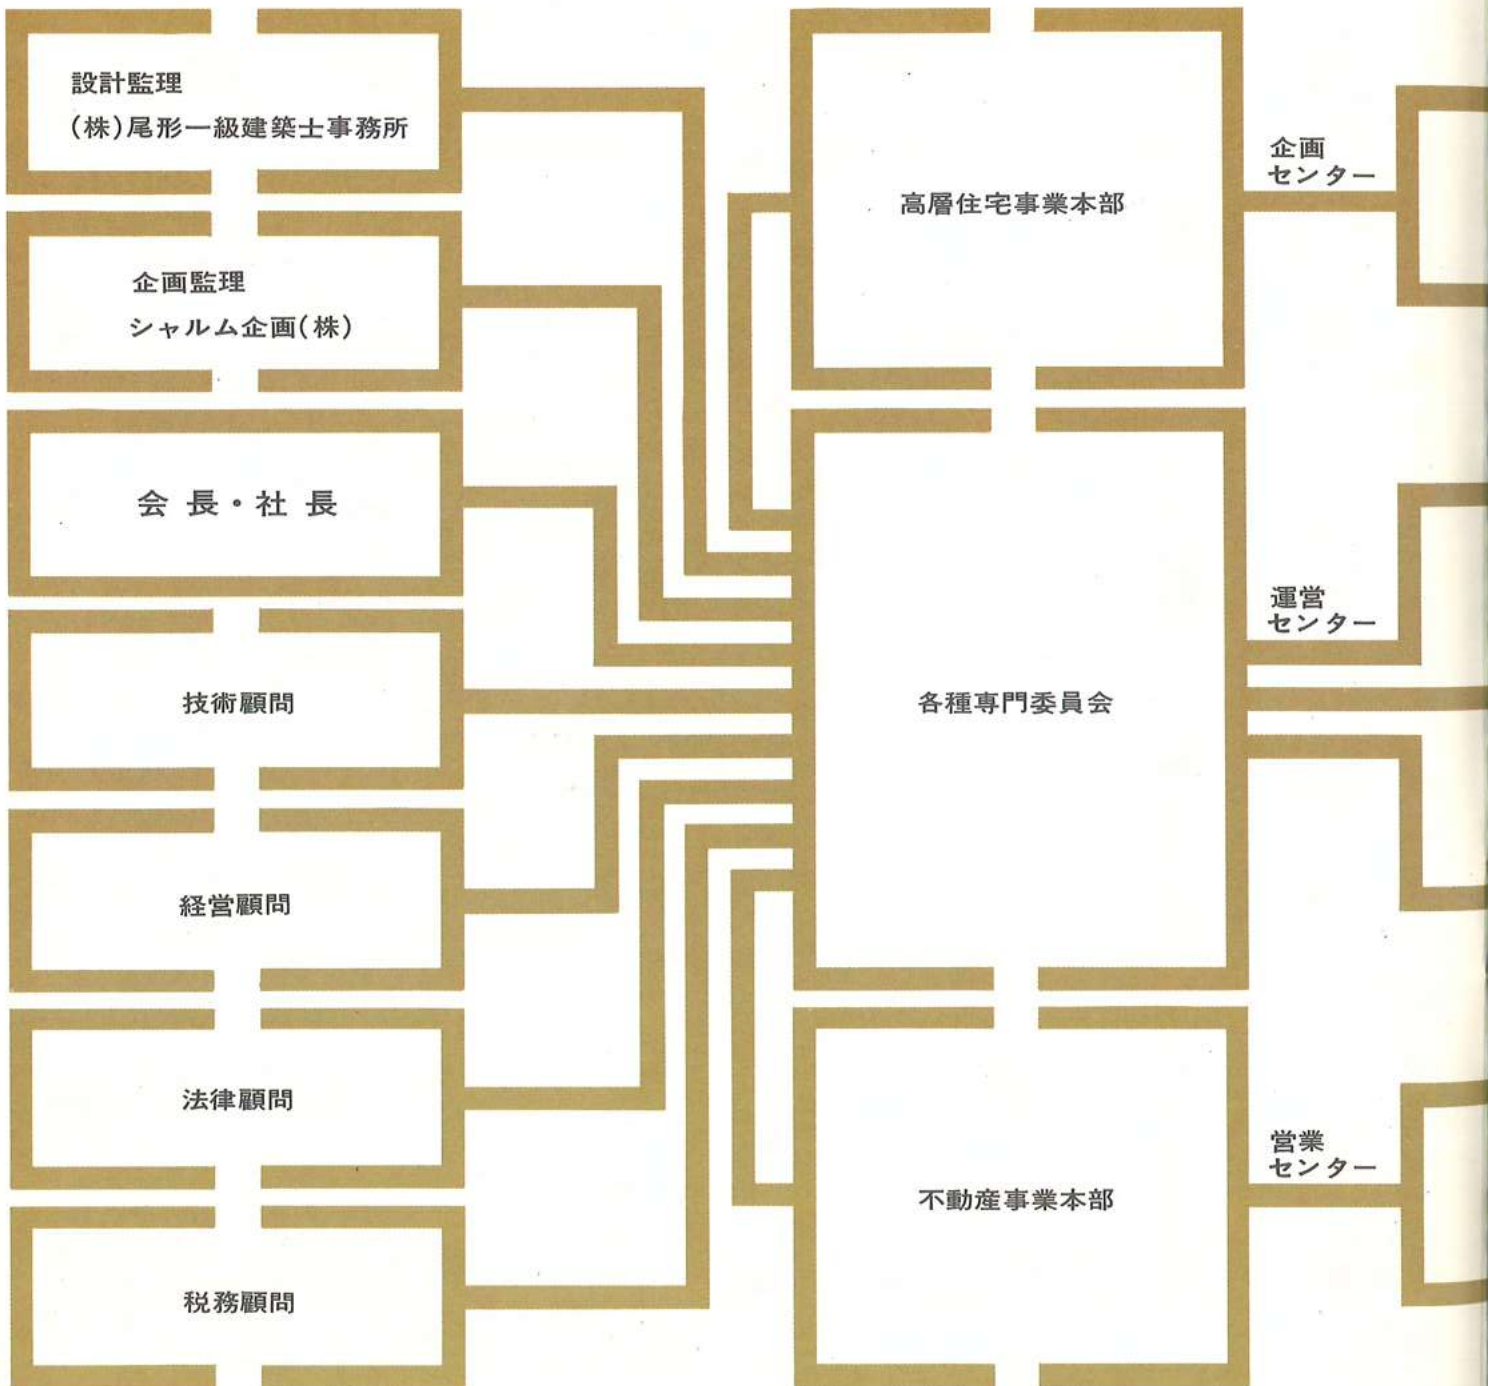 設計監理
(株)尾形一級建築士事務所
企画監理
シャルム企画(株)
会長・社長
技術顧問
経営顧問
法律顧問
税務顧問
高層住宅事業本部
各種専門委員会
不動産事業本部
企画
センター
運営
センター
営業
センター